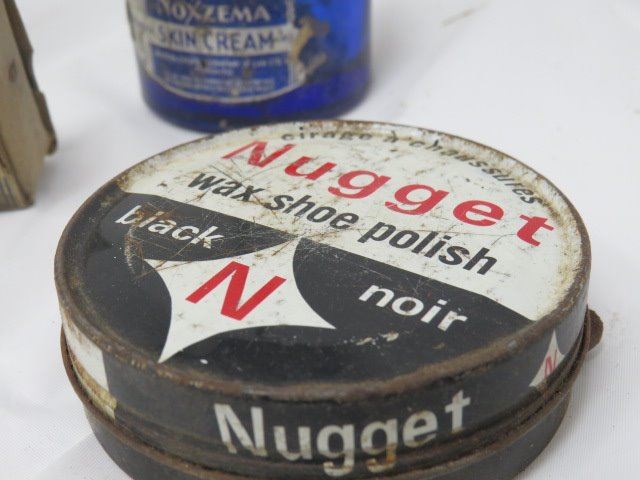 NOXZEMA
SKIN CREAM
cirage à chaussures
Nugget
wax shoe polish
black
N
noir
N
Nugget